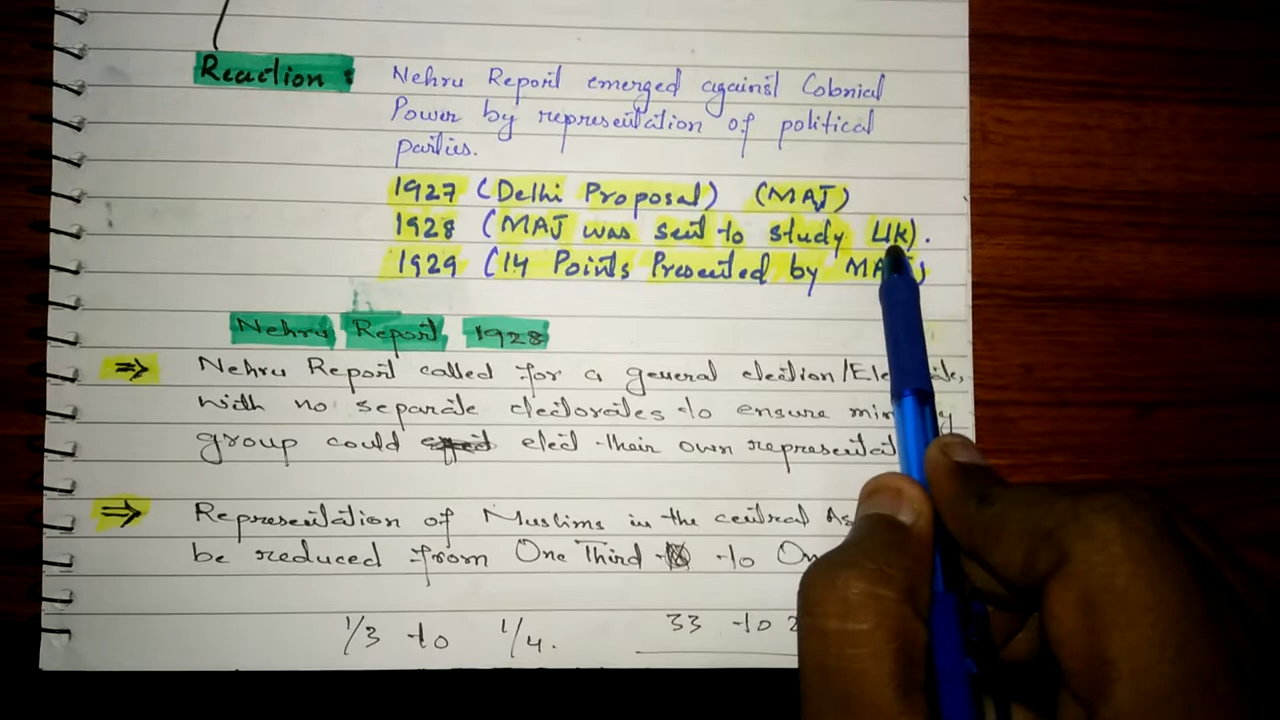 Reaction :
Nehru Report emerged against Colonial
Power by representation of political
parties.
1927 (Delhi Proposal) (MAJ)
1928 (MAJ was sent to study UK).
1929 (14 Points Presented by
Nehru Report 1928
⇒ Nehru Report called for a general election/
with no separate electorates to ensure
group could elect their own
⇒ Representation of Muslims in the central
be reduced from One Third to
1/3 to 1/4. 33 to